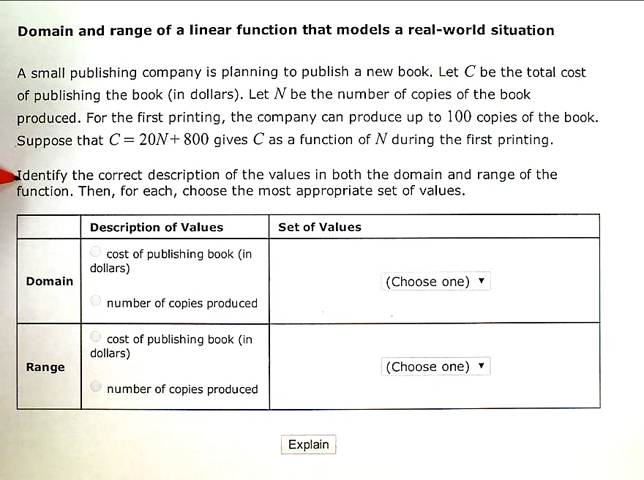 Domain and range of a linear function that models a real-world situation
A small publishing company is planning to publish a new book. Let C be the total cost
of publishing the book (in dollars). Let N be the number of copies of the book
produced. For the first printing, the company can produce up to 100 copies of the book.
Suppose that C = 20N+ 800 gives C as a function of N during the first printing.
Identify the correct description of the values in both the domain and range of the
function. Then, for each, choose the most appropriate set of values.
Description of Values
Set of Values
Domain
cost of publishing book (in
dollars)
number of copies produced
(Choose one) ▼
Range
cost of publishing book (in
dollars)
number of copies produced
(Choose one) ▼
Explain